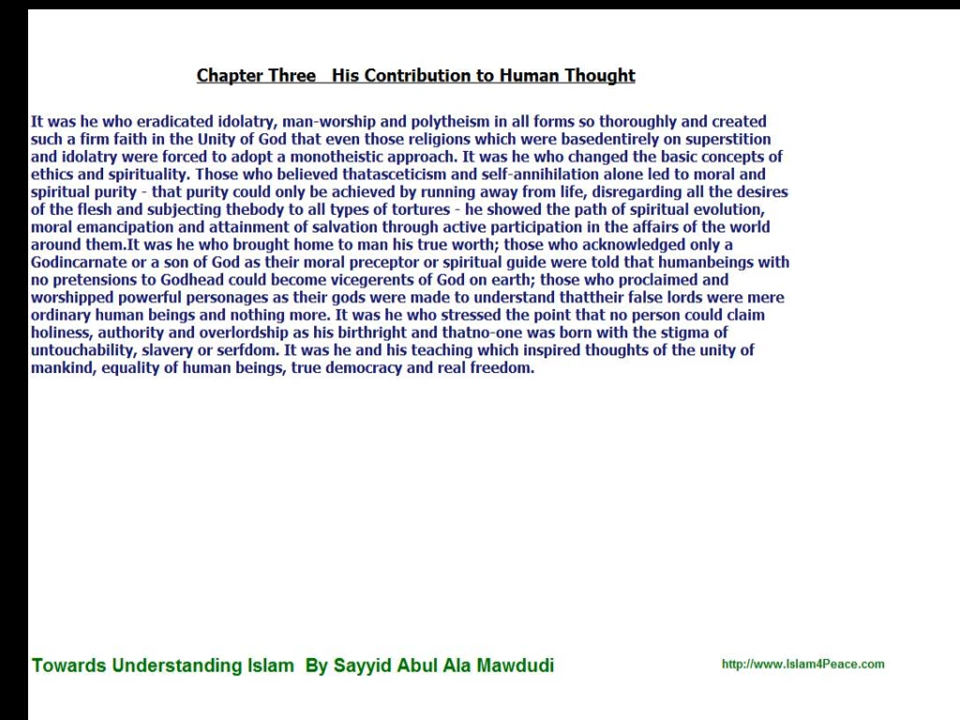 Chapter Three   His Contribution to Human Thought
It was he who eradicated idolatry, man-worship and polytheism in all forms so thoroughly and created
such a firm faith in the Unity of God that even those religions which were basedentirely on superstition
and idolatry were forced to adopt a monotheistic approach. It was he who changed the basic concepts of
ethics and spirituality. Those who believed thatasceticism and self-annihilation alone led to moral and
spiritual purity - that purity could only be achieved by running away from life, disregarding all the desires
of the flesh and subjecting thebody to all types of tortures - he showed the path of spiritual evolution,
moral emancipation and attainment of salvation through active participation in the affairs of the world
around them.It was he who brought home to man his true worth; those who acknowledged only a
Godincarnate or a son of God as their moral preceptor or spiritual guide were told that humanbeings with
no pretensions to Godhead could become vicegerents of God on earth; those who proclaimed and
worshipped powerful personages as their gods were made to understand thattheir false lords were mere
ordinary human beings and nothing more. It was he who stressed the point that no person could claim
holiness, authority and overlordship as his birthright and thatno-one was born with the stigma of
untouchability, slavery or serfdom. It was he and his teaching which inspired thoughts of the unity of
mankind, equality of human beings, true democracy and real freedom.
Towards Understanding Islam  By Sayyid Abul Ala Mawdudi
http://www.Islam4Peace.com